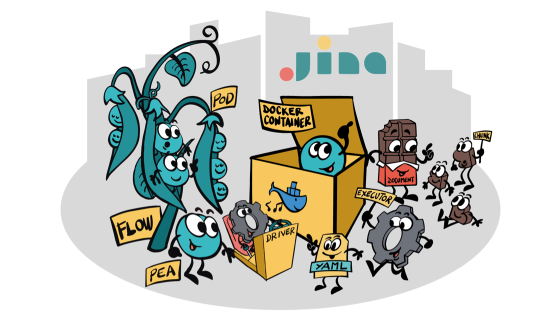 .jina
POD
DOCKER
CONTAINER
CHUNK
DOCUMENT
EXECUTOR
FLOW
DRIVER
PEA
YAML